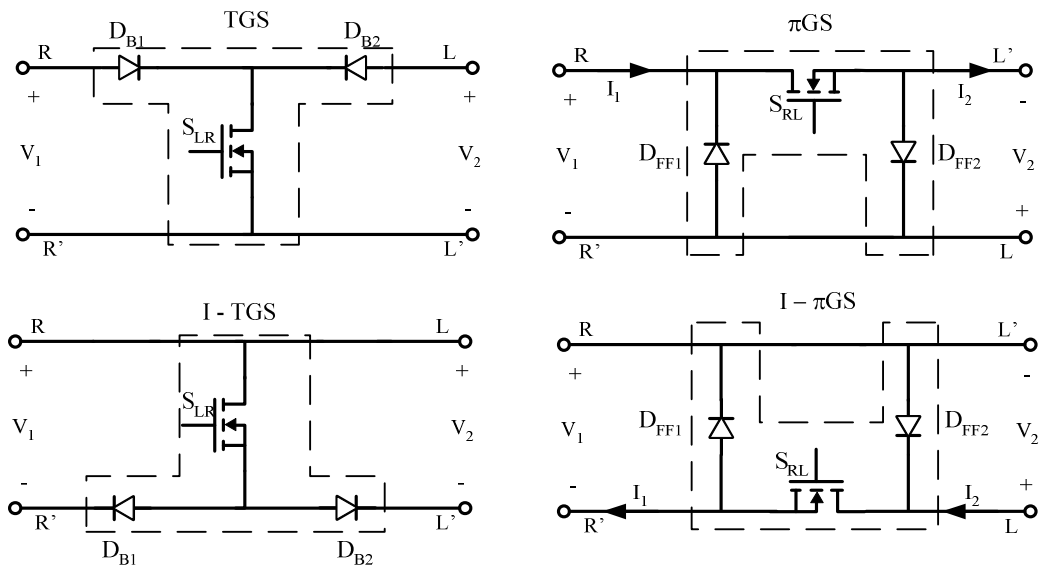 TGS
D_B1 D_B2
R L
+ +
S_LR
V_1 V_2
- -
R' L'
πGS
R L'
I_1 I_2
+ -
S_RL
D_FF1 D_FF2
V_1 V_2
- +
R' L
I - TGS
R L
+ +
S_LR
V_1 V_2
- -
R' L'
D_B1 D_B2
I – πGS
R L'
+ -
D_FF1 D_FF2
V_1 V_2
S_RL
- +
I_1 I_2
R' L